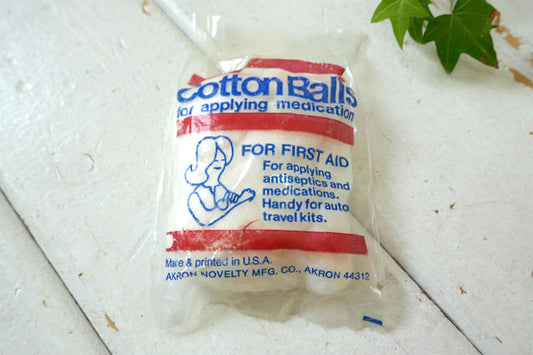 Cotton Balls
for applying medication
FOR FIRST AID
For applying
antiseptics and
medications.
Handy for auto
travel kits.
Made & printed in U.S.A.
AKRON NOVELTY MFG. CO., AKRON 44312